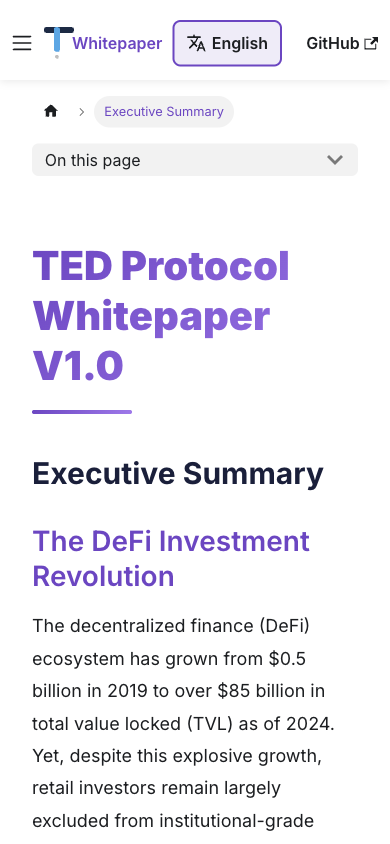 Whitepaper English GitHub
Executive Summary
On this page
TED Protocol
Whitepaper
V1.0
Executive Summary
The DeFi Investment
Revolution
The decentralized finance (DeFi)
ecosystem has grown from $0.5
billion in 2019 to over $85 billion in
total value locked (TVL) as of 2024.
Yet, despite this explosive growth,
retail investors remain largely
excluded from institutional-grade